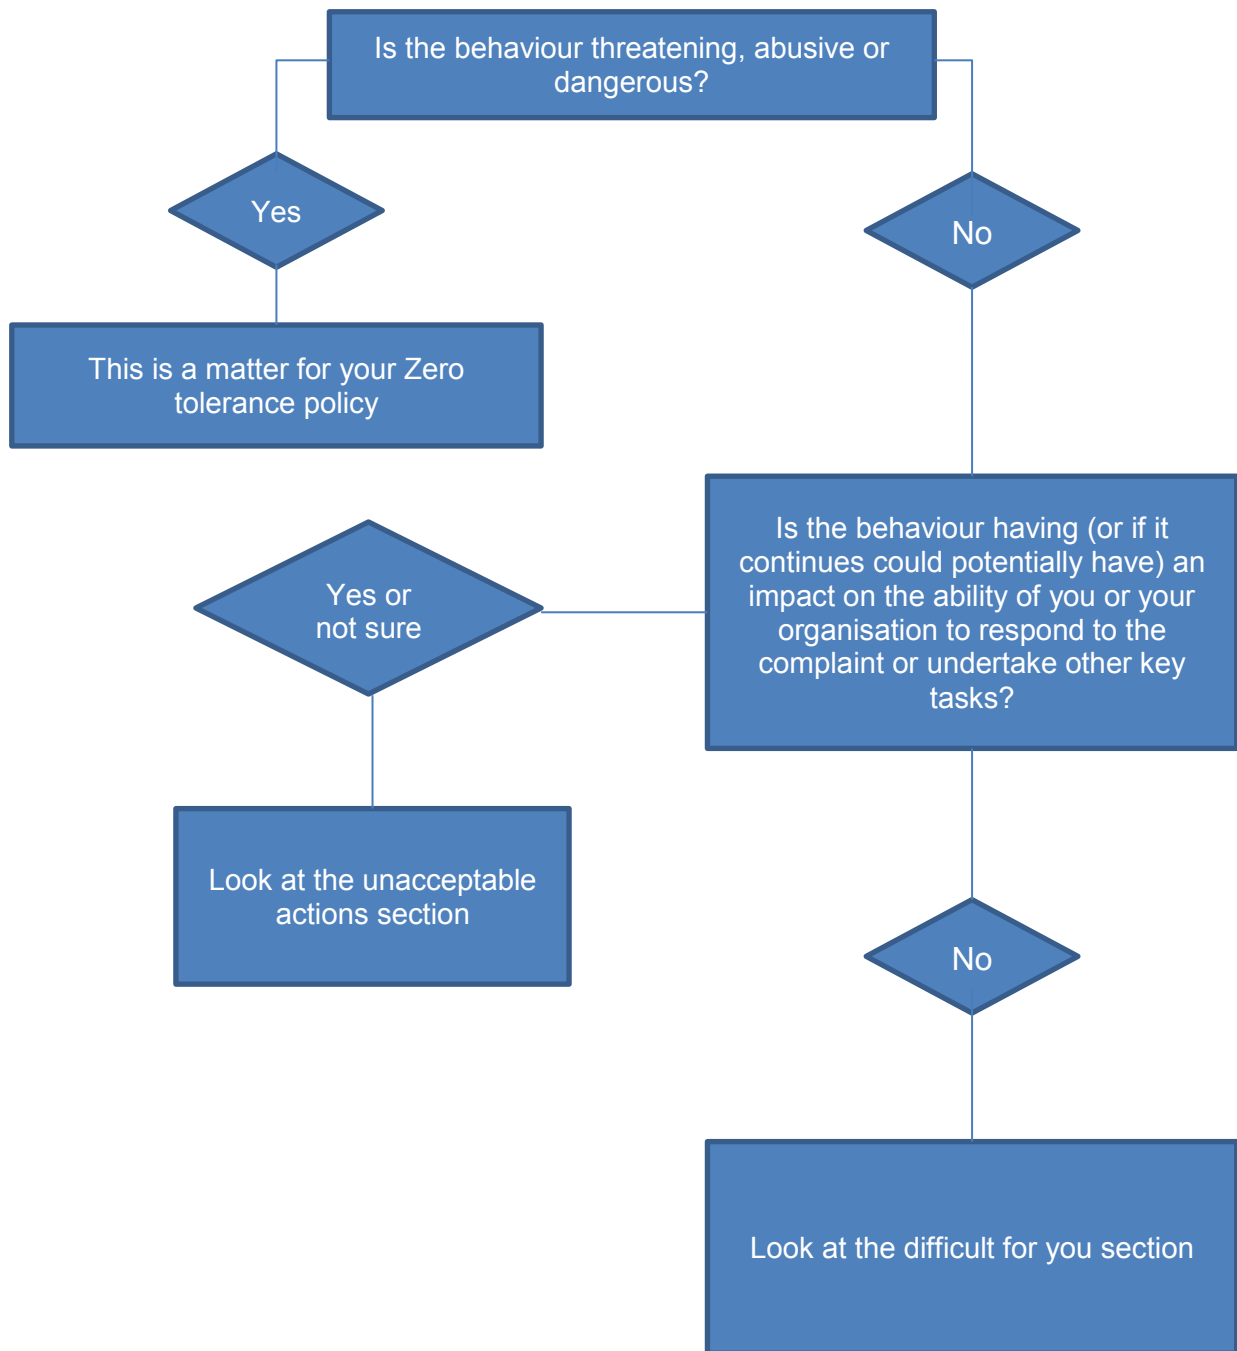 Is the behaviour threatening, abusive or
dangerous?
Yes
No
This is a matter for your Zero
tolerance policy
Is the behaviour having (or if it
continues could potentially have) an
impact on the ability of you or your
organisation to respond to the
complaint or undertake other key
tasks?
Yes or
not sure
Look at the unacceptable
actions section
No
Look at the difficult for you section